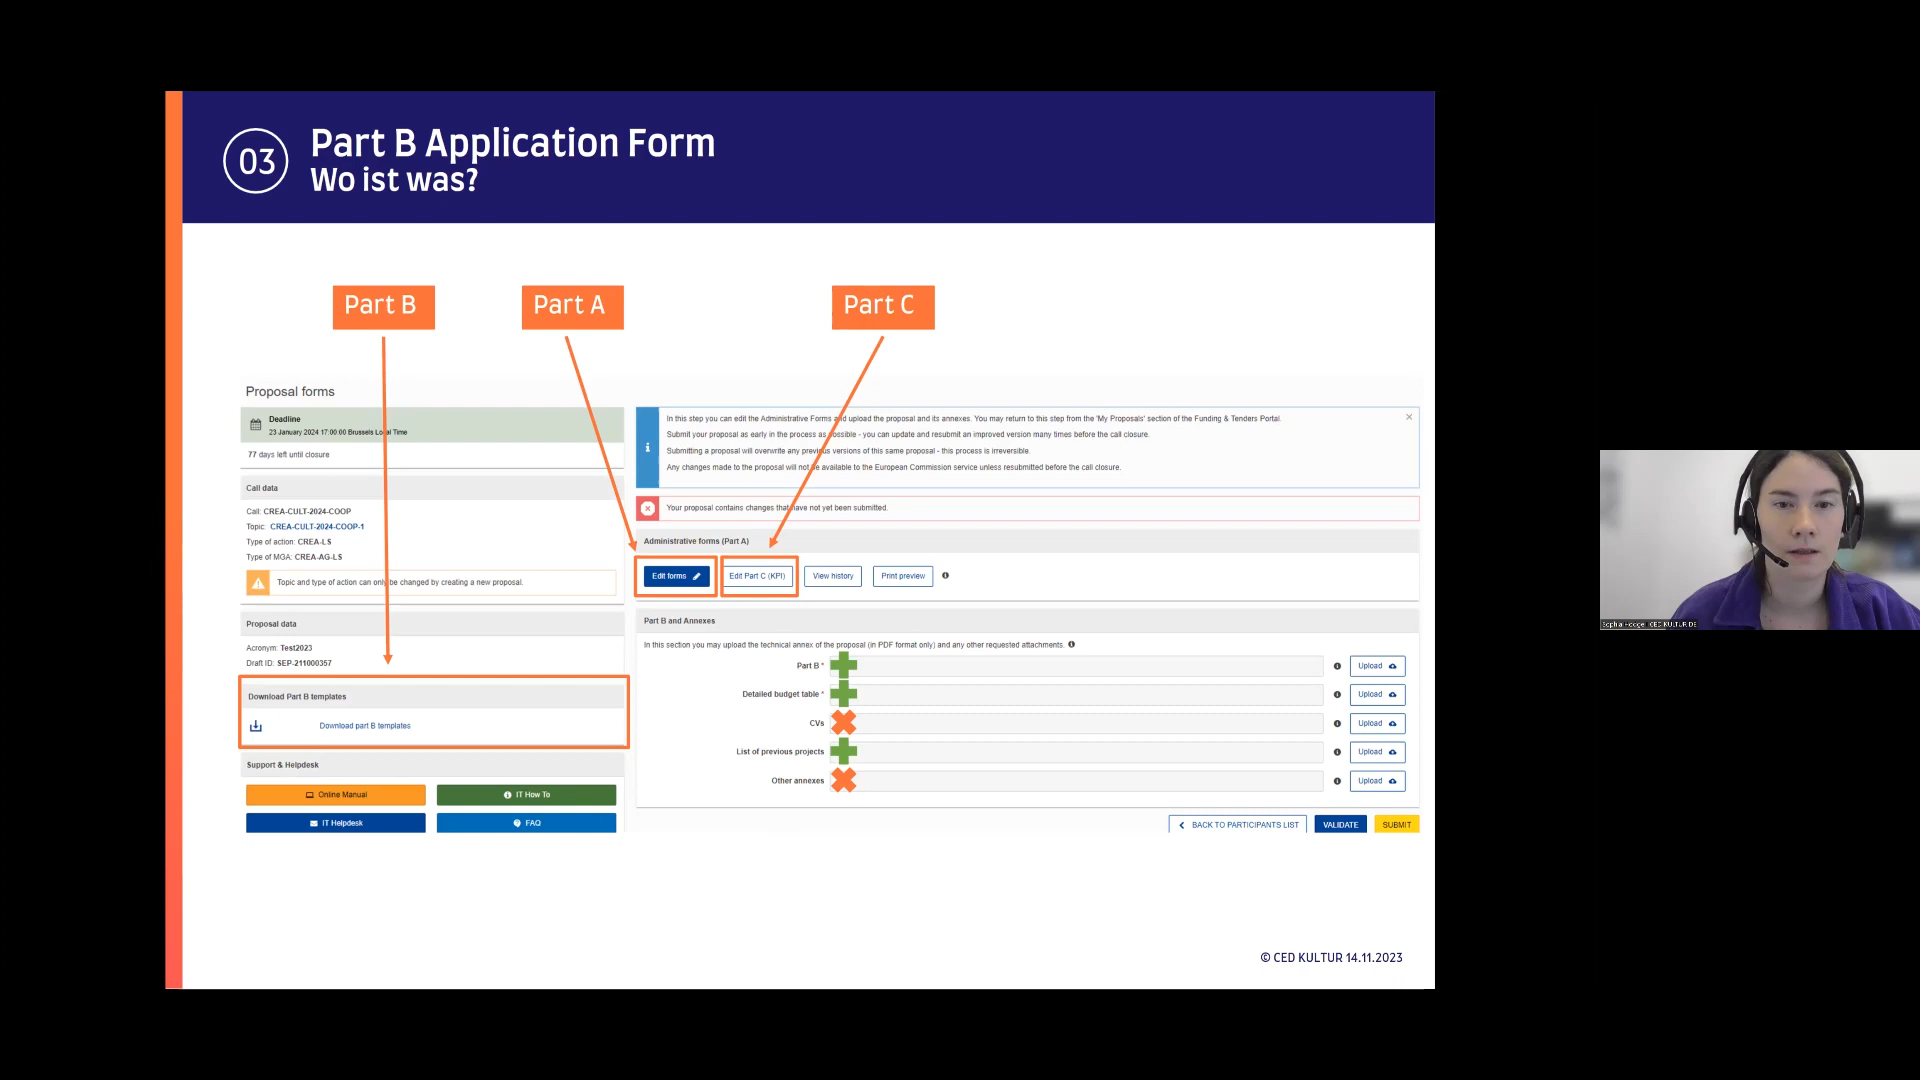 03
Part B Application Form
Wo ist was?
Part B
Part A
Part C
Proposal forms
Deadline
23 January 2024 17:00:00 Brussels Local Time
77 days left until closure
Call data
Call: CREA-CULT-2024-COOP
Topic: CREA-CULT-2024-COOP-1
Type of action: CREA-LS
Type of MGA: CREA-AG-LS
Topic and type of action can only be changed by creating a new proposal.
Proposal data
Acronym: Test2023
Draft ID: SEP-211000357
Download Part B templates
Download part B templates
Support & Helpdesk
Online Manual
IT How To
IT Helpdesk
FAQ
In this step you can edit the Administrative Forms and upload the proposal and its annexes. You may return to this step from the 'My Proposals' section of the Funding & Tenders Portal.
Submit your proposal as early in the process as possible - you can update and resubmit an improved version many times before the call closure.
Submitting a proposal will overwrite any previous versions of this same proposal - this process is irreversible.
Any changes made to the proposal will not be available to the European Commission service unless resubmitted before the call closure.
Your proposal contains changes that have not yet been submitted.
Administrative forms (Part A)
Edit forms
Edit Part C (KPI)
View history
Print preview
Part B and Annexes
In this section you may upload the technical annex of the proposal (in PDF format only) and any other requested attachments.
Part B *
Upload
Detailed budget table *
Upload
CVs
Upload
List of previous projects
Upload
Other annexes
Upload
BACK TO PARTICIPANTS LIST
VALIDATE
SUBMIT
© CED KULTUR 14.11.2023
CED KULTUR DE